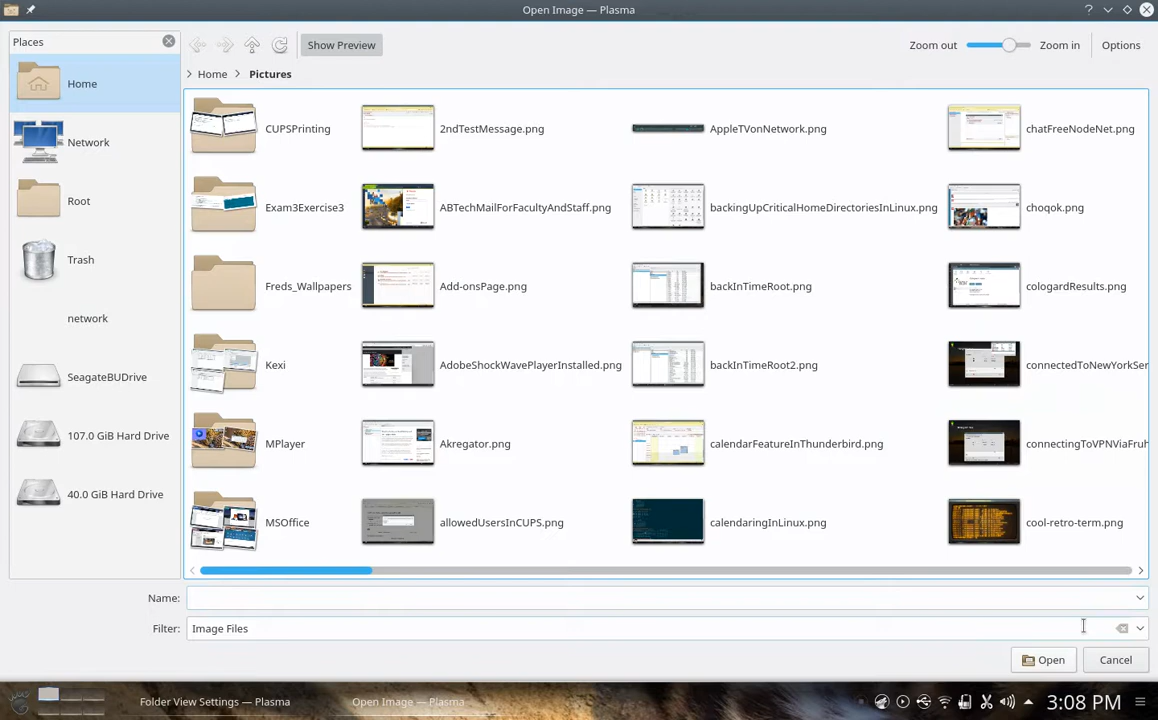 Open Image — Plasma
Places
Show Preview
Zoom out
Zoom in
Options
Home
Home
Pictures
Network
Root
Trash
network
SeagateBUDrive
107.0 GiB Hard Drive
40.0 GiB Hard Drive
CUPSPrinting
2ndTestMessage.png
AppleTVonNetwork.png
chatFreeNodeNet.png
Exam3Exercise3
ABTechMailForFacultyAndStaff.png
backingUpCriticalHomeDirectoriesInLinux.png
choqok.png
Freds_Wallpapers
Add-onsPage.png
backInTimeRoot.png
cologardResults.png
Kexi
AdobeShockWavePlayerInstalled.png
backInTimeRoot2.png
connectedToNewYorkSer
MPlayer
Akregator.png
calendarFeatureInThunderbird.png
connectingToVPNViaFruh
MSOffice
allowedUsersInCUPS.png
calendaringInLinux.png
cool-retro-term.png
Name:
Filter:
Image Files
Open
Cancel
Folder View Settings — Plasma
Open Image — Plasma
3:08 PM